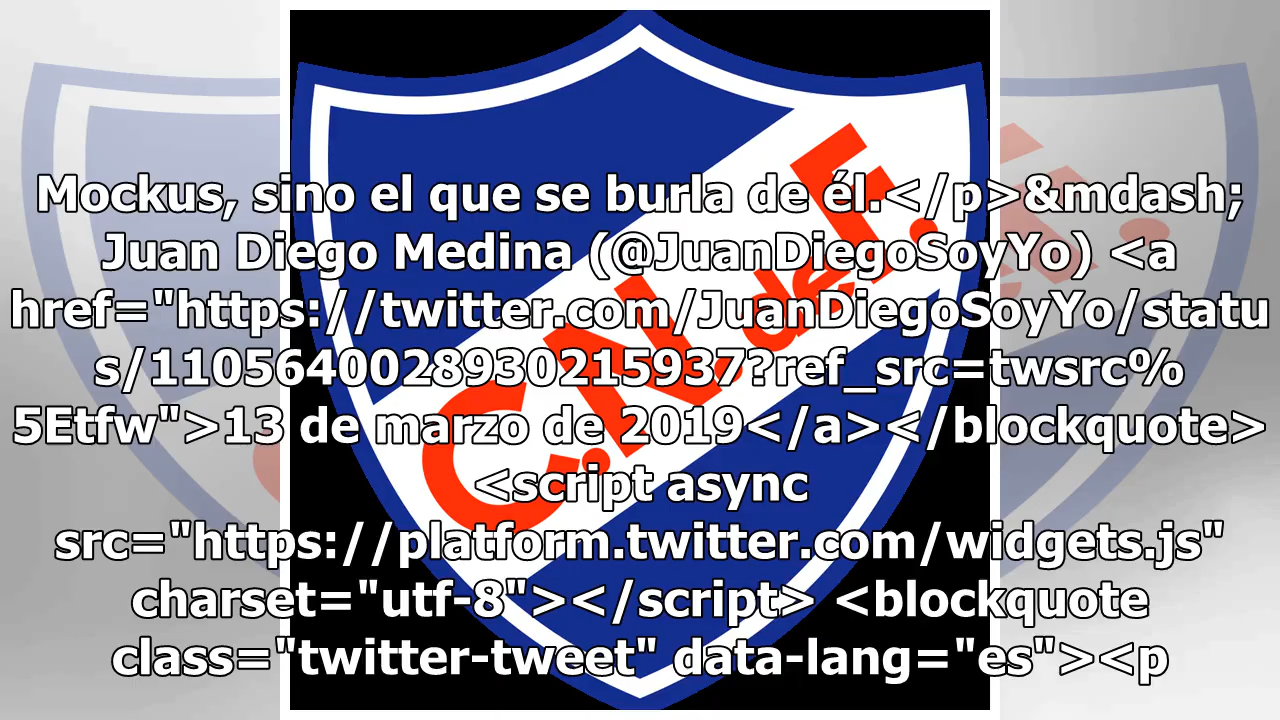 Mockus, sino el que se burla de él.</p>&mdash;
Juan Diego Medina (@JuanDiegoSoyYo) <a
href="https://twitter.com/JuanDiegoSoyYo/statu
s/1105640028930215937?ref_src=twsrc%
5Etfw">13 de marzo de 2019</a></blockquote>
<script async
src="https://platform.twitter.com/widgets.js"
charset="utf-8"></script> <blockquote
class="twitter-tweet" data-lang="es"><p
C.N. de F.